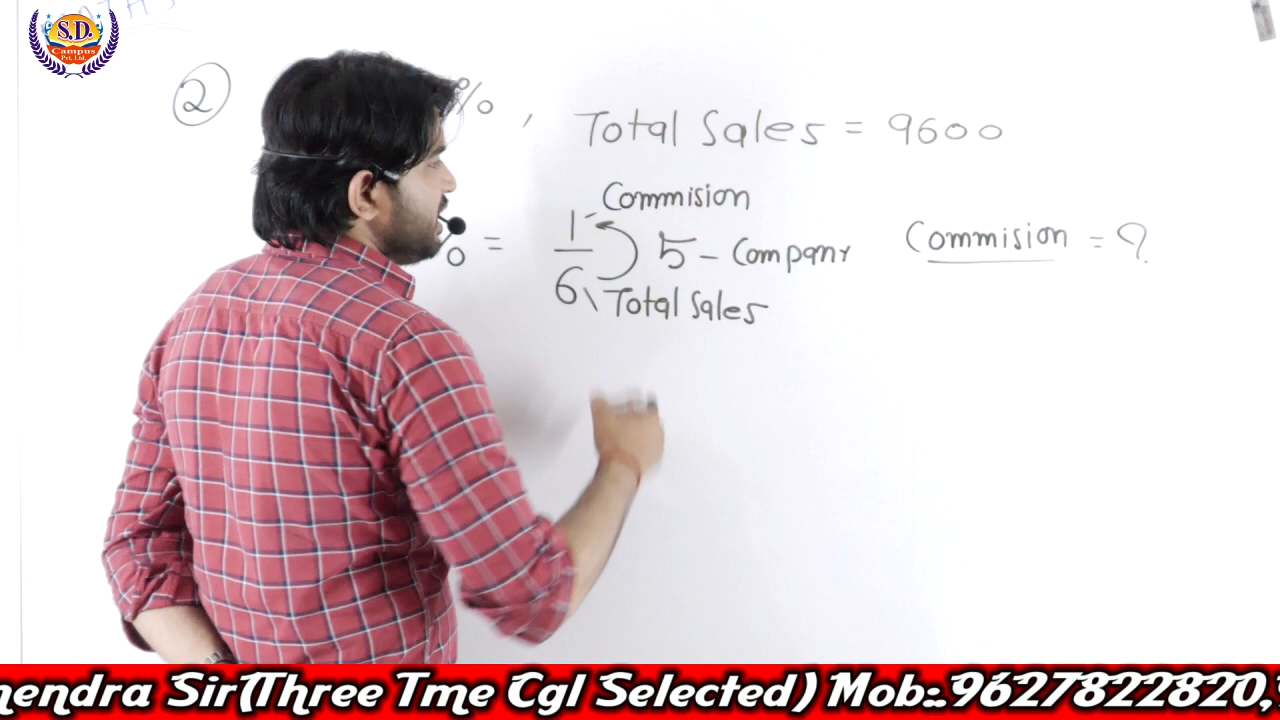 S.D.
Campus
Pvt. Ltd.
② %, Total Sales = 9600
Commision
1/6 5 - Company
= Total Sales
Commision = ?
hendra Sir(Three Tme Cgl Selected) Mob:.9627822820,